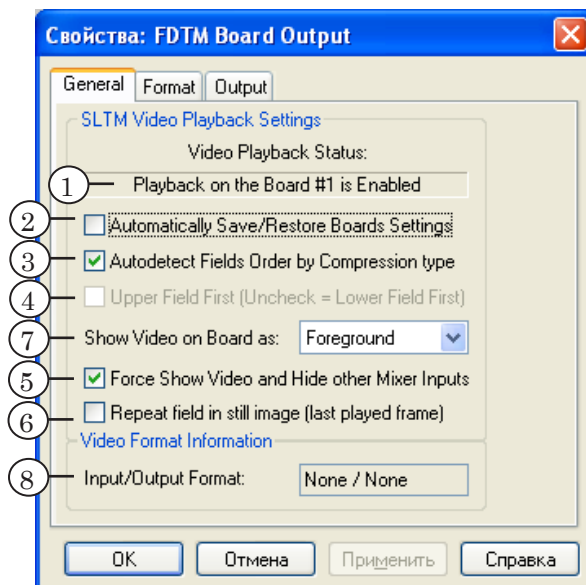 Свойства: FDTM Board Output
General Format Output
SLTM Video Playback Settings
Video Playback Status:
1 Playback on the Board #1 is Enabled
2 Automatically Save/Restore Boards Settings
3 Autodetect Fields Order by Compression type
4 Upper Field First (Uncheck = Lower Field First)
7 Show Video on Board as: Foreground
5 Force Show Video and Hide other Mixer Inputs
6 Repeat field in still image (last played frame)
Video Format Information
8 Input/Output Format: None / None
OK Отмена Применить Справка